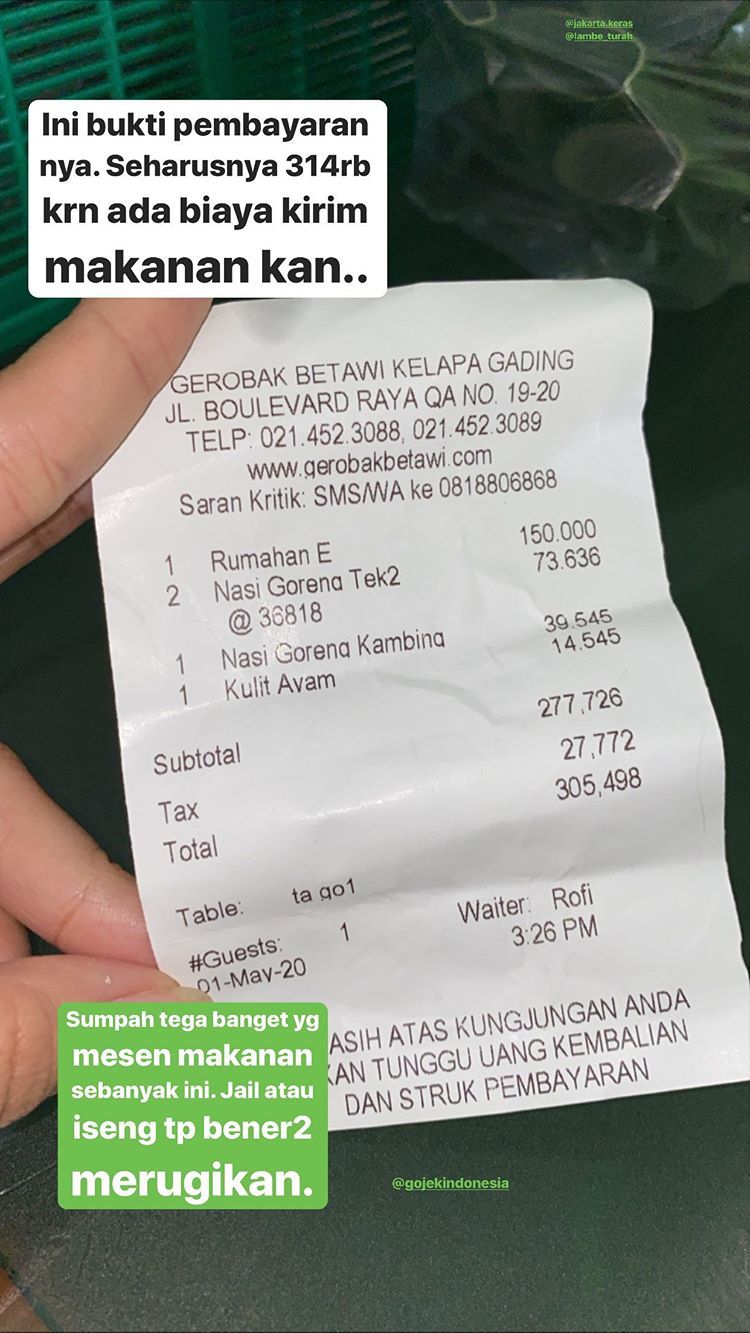 @jakarta.keras
@lambe_turah
Ini bukti pembayaran
nya. Seharusnya 314rb
krn ada biaya kirim
makanan kan..
GEROBAK BETAWI KELAPA GADING
JL. BOULEVARD RAYA QA NO. 19-20
TELP: 021.452.3088, 021.452.3089
www.gerobakbetawi.com
Saran Kritik: SMS/WA ke 0818806868
1 Rumahan E 150.000
2 Nasi Goreng Tek2 73.636
@ 36818
1 Nasi Goreng Kambing 39.545
1 Kulit Ayam 14.545
Subtotal 277,726
Tax 27,772
Total 305,498
Table: ta go1
#Guests: 1 Waiter: Rofi
01-May-20 3:26 PM
ASIH ATAS KUNGJUNGAN ANDA
KAN TUNGGU UANG KEMBALIAN
DAN STRUK PEMBAYARAN
Sumpah tega banget yg
mesen makanan
sebanyak ini. Jail atau
iseng tp bener2
merugikan.
@gojekindonesia